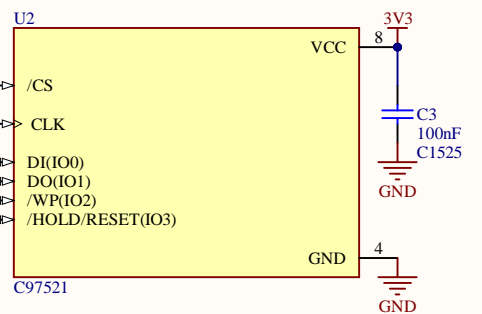 U2
3V3
VCC
8
/CS
CLK
C3
100nF
C1525
DI(IO0)
DO(IO1)
/WP(IO2)
/HOLD/RESET(IO3)
GND
GND
4
C97521
GND